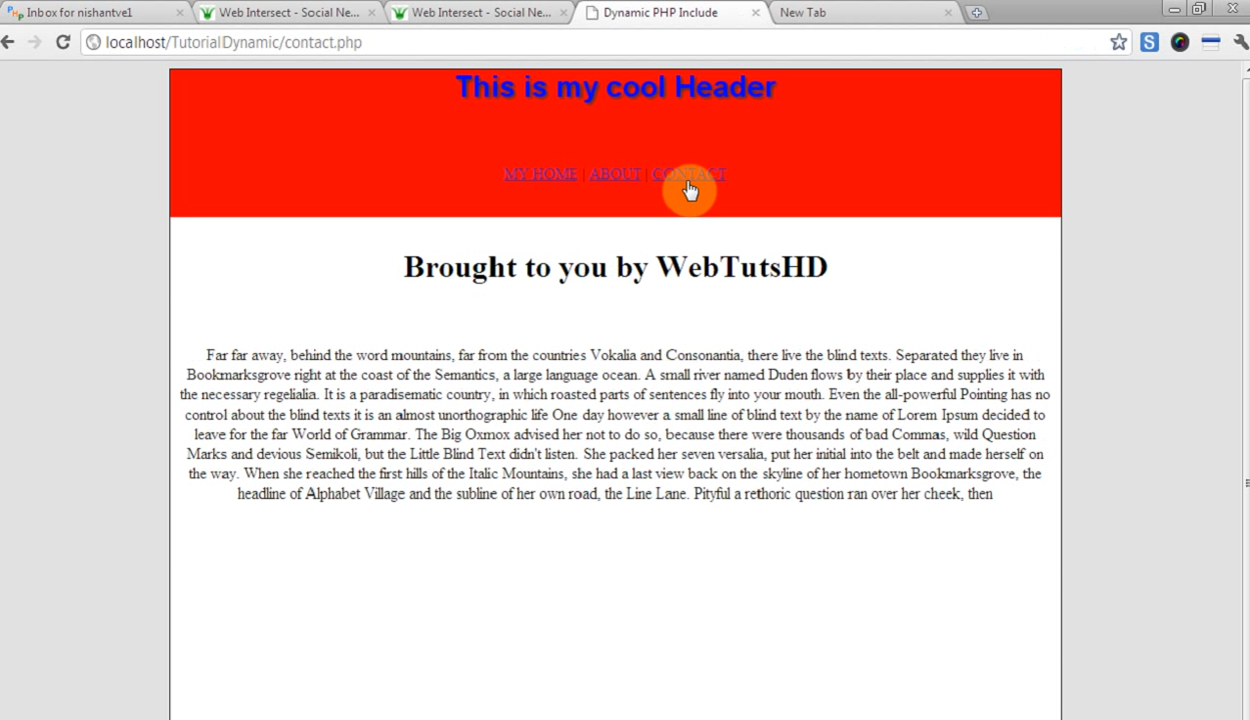 Inbox for nishantve1
Web Intersect - Social Ne...
Web Intersect - Social Ne...
Dynamic PHP Include
New Tab
localhost/TutorialDynamic/contact.php
This is my cool Header
MY HOME | ABOUT | CONTACT
Brought to you by WebTutsHD
Far far away, behind the word mountains, far from the countries Vokalia and Consonantia, there live the blind texts. Separated they live in
Bookmarksgrove right at the coast of the Semantics, a large language ocean. A small river named Duden flows by their place and supplies it with
the necessary regelialia. It is a paradisematic country, in which roasted parts of sentences fly into your mouth. Even the all-powerful Pointing has no
control about the blind texts it is an almost unorthographic life One day however a small line of blind text by the name of Lorem Ipsum decided to
leave for the far World of Grammar. The Big Oxmox advised her not to do so, because there were thousands of bad Commas, wild Question
Marks and devious Semikoli, but the Little Blind Text didn't listen. She packed her seven versalia, put her initial into the belt and made herself on
the way. When she reached the first hills of the Italic Mountains, she had a last view back on the skyline of her hometown Bookmarksgrove, the
headline of Alphabet Village and the subline of her own road, the Line Lane. Pityful a rethoric question ran over her cheek, then